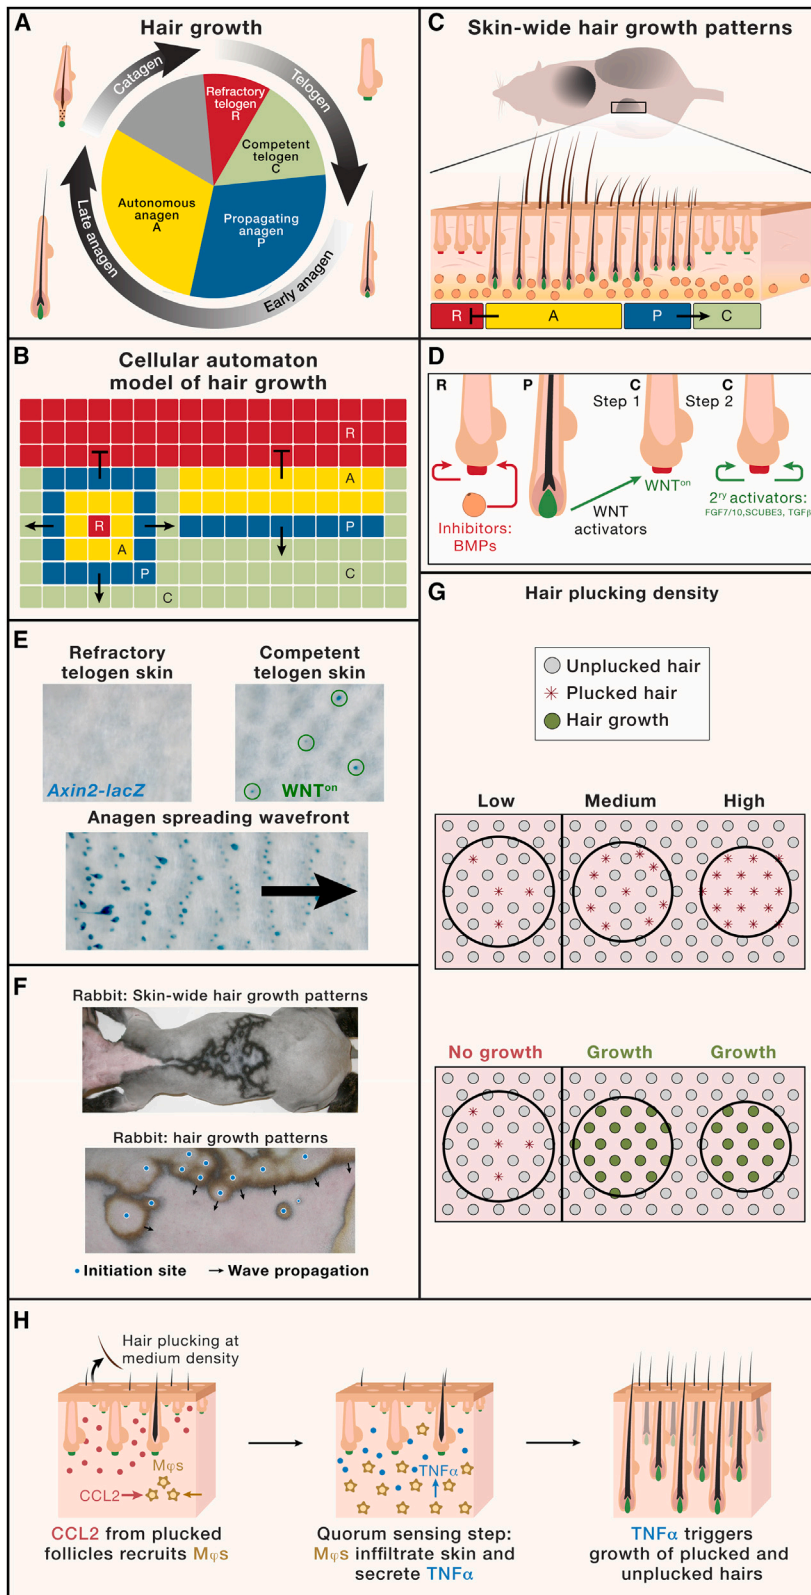 A
Hair growth
Catagen
Telogen
Refractory
telogen
R
Competent
telogen
C
Autonomous
anagen
A
Propagating
anagen
P
Late anagen
Early anagen
B
Cellular automaton
model of hair growth
R
A
R
P
A
P
C
C
C
Skin-wide hair growth patterns
R
A
P
C
D
R
P
C
C
Step 1
Step 2
WNTon
Inhibitors:
BMPs
WNT
activators
2ry activators:
FGF7/10,SCUBE3, TGFβ
E
Refractory
telogen skin
Competent
telogen skin
Axin2-lacZ
WNTon
Anagen spreading wavefront
F
Rabbit: Skin-wide hair growth patterns
Rabbit: hair growth patterns
Initiation site
Wave propagation
G
Hair plucking density
Unplucked hair
Plucked hair
Hair growth
Low
Medium
High
No growth
Growth
Growth
H
Hair plucking at
medium density
Mφs
CCL2
CCL2 from plucked
follicles recruits Mφs
TNFα
Quorum sensing step:
Mφs inffiltrate skin and
secrete TNFα
TNFα triggers
growth of plucked and
unplucked hairs